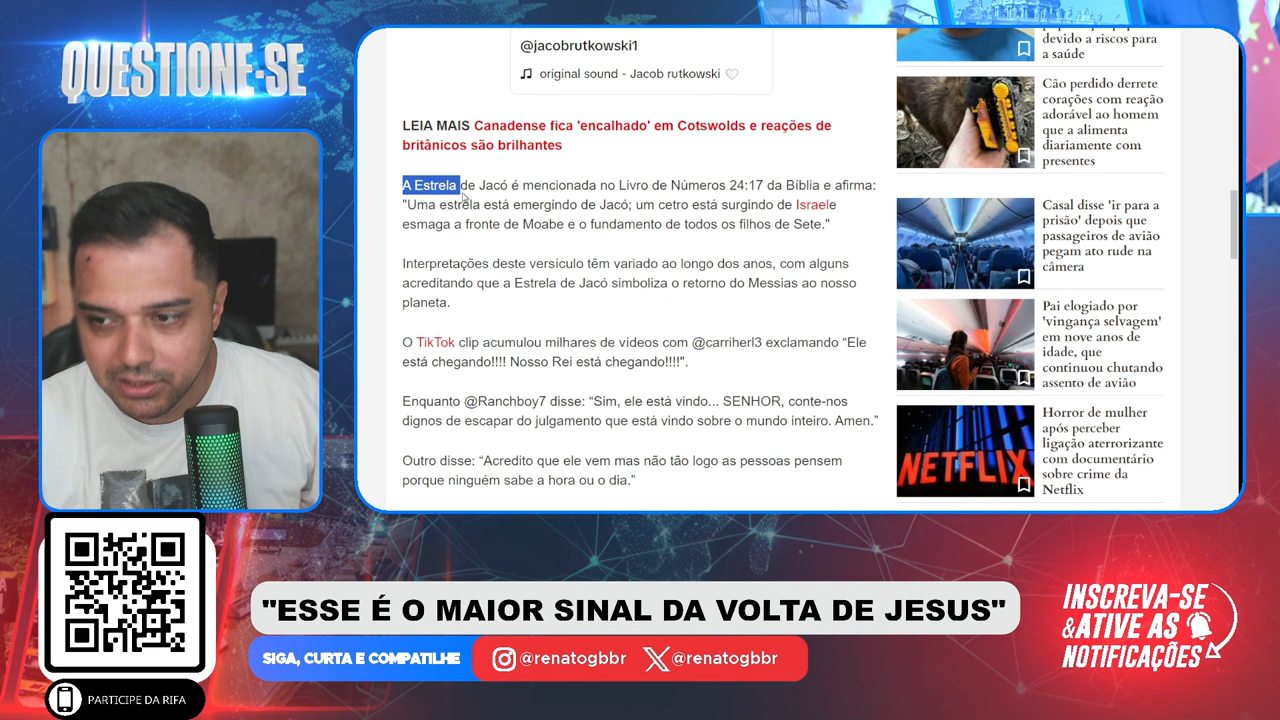 QUESTIONE-SE
@jacobrutkowski1
original sound - Jacob rutkowski
LEIA MAIS Canadense fica 'encalhado' em Cotswolds e reações de
britânicos são brilhantes
A Estrela de Jacó é mencionada no Livro de Números 24:17 da Bíblia e afirma:
"Uma estrela está emergindo de Jacó; um cetro está surgindo de Israele
esmaga a fronte de Moabe e o fundamento de todos os filhos de Sete."
Interpretações deste versículo têm variado ao longo dos anos, com alguns
acreditando que a Estrela de Jacó simboliza o retorno do Messias ao nosso
planeta.
O TikTok clip acumulou milhares de vídeos com @carriherl3 exclamando “Ele
está chegando!!!! Nosso Rei está chegando!!!!".
Enquanto @Ranchboy7 disse: “Sim, ele está vindo... SENHOR, conte-nos
dignos de escapar do julgamento que está vindo sobre o mundo inteiro. Amen.”
Outro disse: “Acredito que ele vem mas não tão logo as pessoas pensem
porque ninguém sabe a hora ou o dia.”
devido a riscos para
a saúde
Cão perdido derrete
corações com reação
adorável ao homem
que a alimenta
diariamente com
presentes
Casal disse 'ir para a
prisão' depois que
passageiros de avião
pegam ato rude na
câmera
Pai elogiado por
'vingança selvagem'
em nove anos de
idade, que
continuou chutando
assento de avião
NETFLIX
Horror de mulher
após perceber
ligação aterrorizante
com documentário
sobre crime da
Netflix
"ESSE É O MAIOR SINAL DA VOLTA DE JESUS"
SIGA, CURTA E COMPATILHE
@renatogbbr
@renatogbbr
INSCREVA-SE
&ATIVE AS
NOTIFICAÇÕES
PARTICIPE DA RIFA